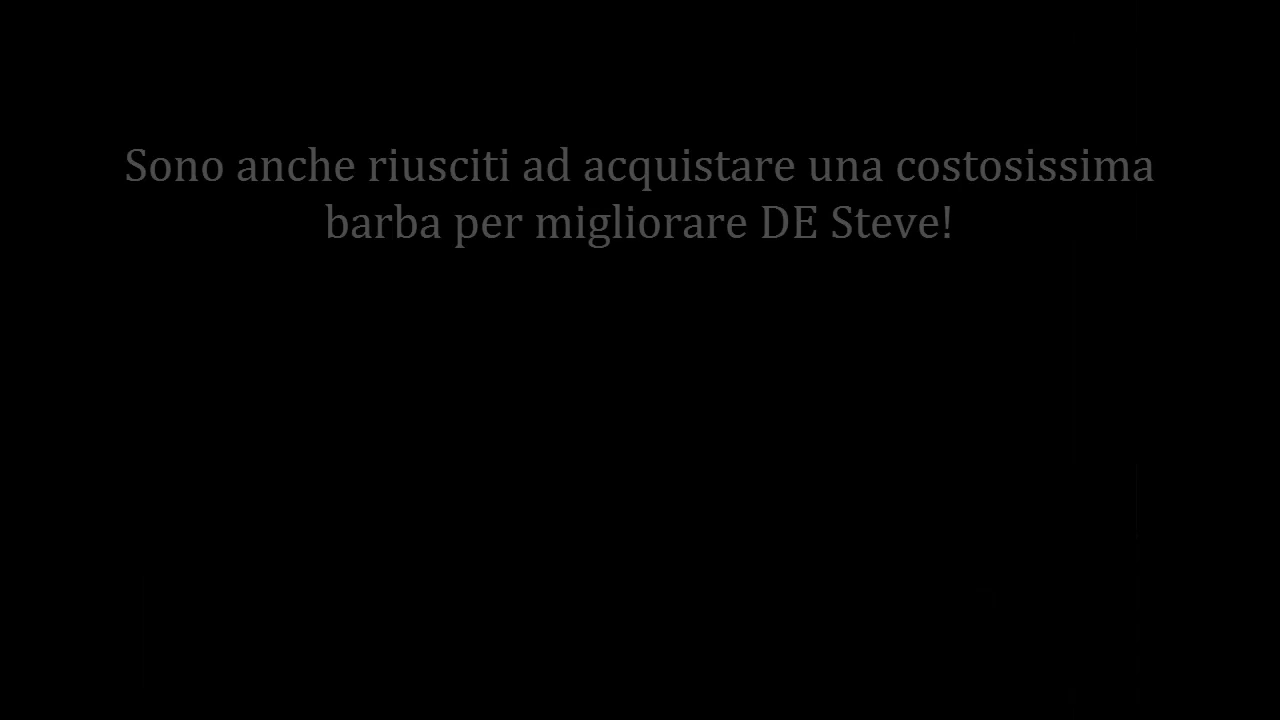 Sono anche riusciti ad acquistare una costosissima
barba per migliorare DE Steve!